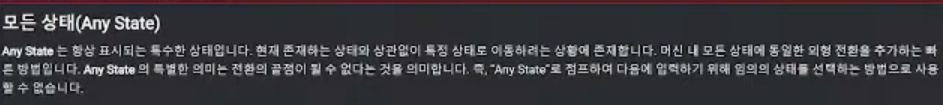 모든 상태(Any State)
Any State 는 항상 표시되는 특수한 상태입니다. 현재 존재하는 상태와 상관없이 특정 상태로 이동하려는 상황에 존재합니다. 머신 내 모든 상태에 동일한 외형 전환을 추가하는 빠
른 방법입니다. Any State 의 특별한 의미는 전환의 끝점이 될 수 없다는 것을 의미합니다. 즉, "Any State"로 점프하여 다음에 입력하기 위해 임의의 상태를 선택하는 방법으로 사용
할 수 없습니다.